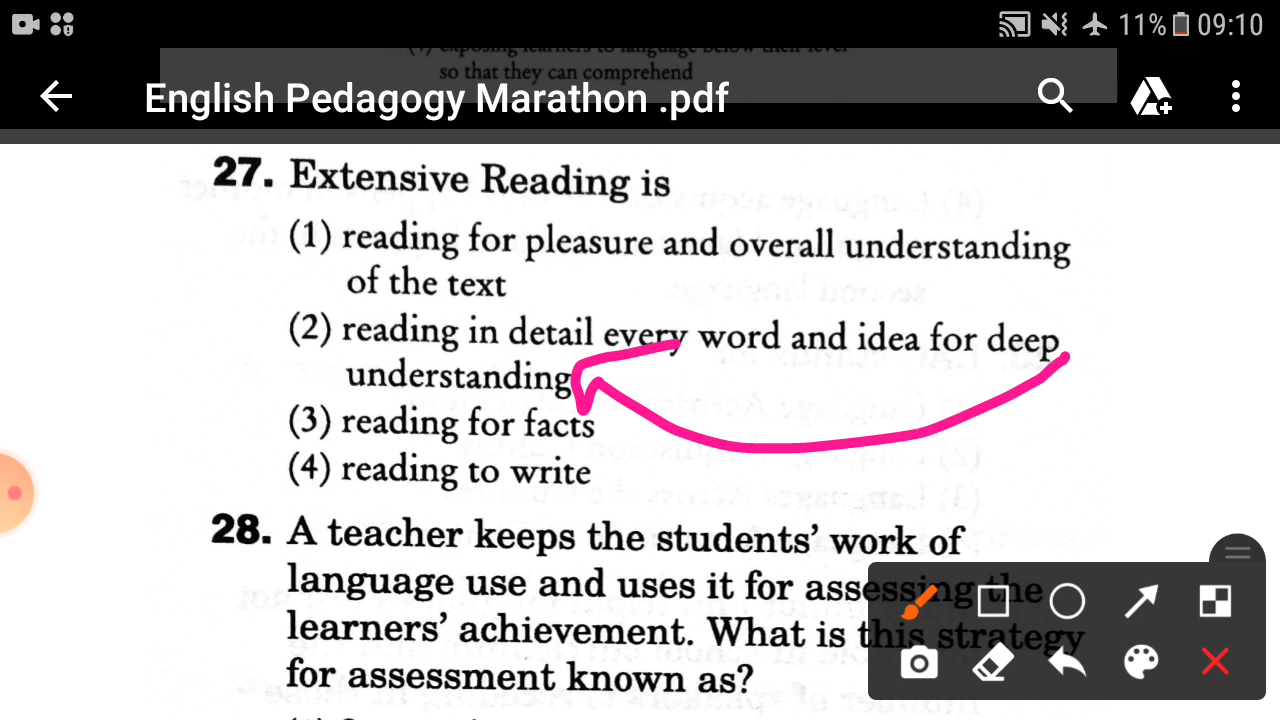 11% 09:10
so that they can comprehend
English Pedagogy Marathon .pdf
27. Extensive Reading is
(1) reading for pleasure and overall understanding
of the text
(2) reading in detail every word and idea for deep
understanding
(3) reading for facts
(4) reading to write
28. A teacher keeps the students' work of
language use and uses it for assessing the
learners' achievement. What is this strategy
for assessment known as?